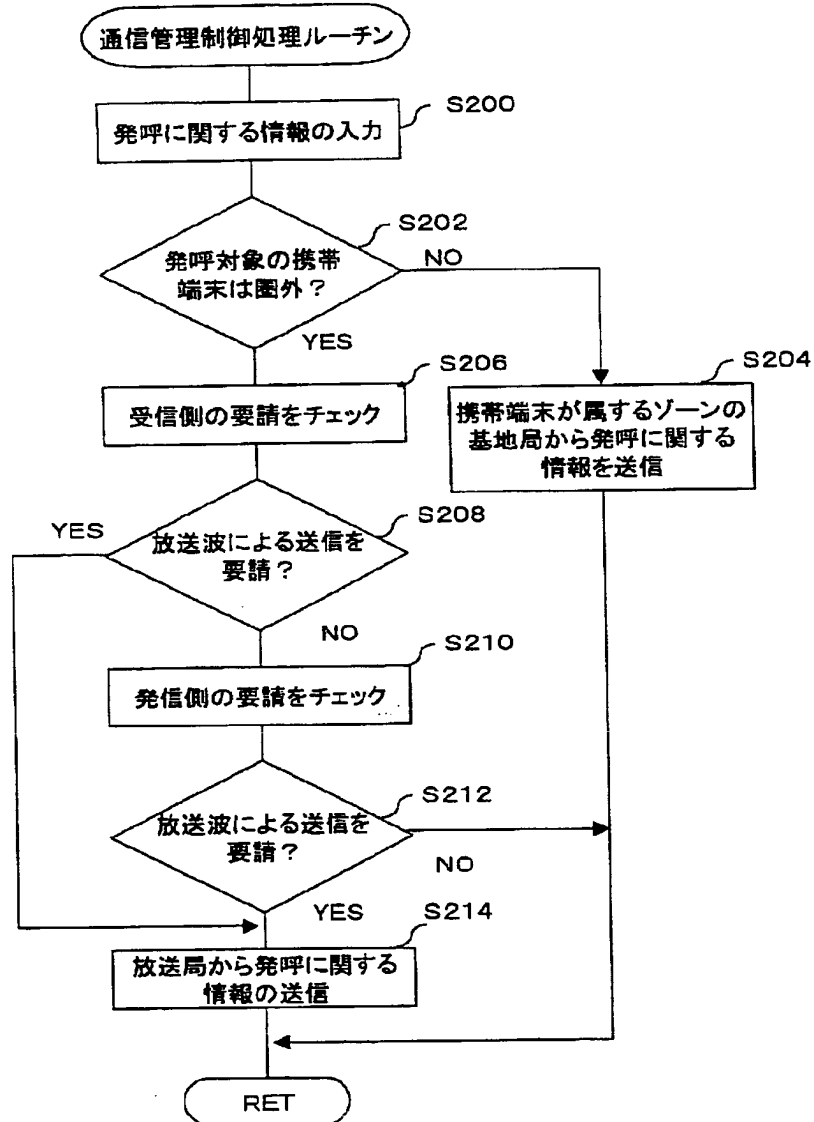 通信管理制御処理ルーチン
S200
発呼に関する情報の入力
S202
発呼対象の携帯
端末は圏外？
NO
YES
S206
受信側の要請をチェック
S204
携帯端末が属するゾーンの
基地局から発呼に関する
情報を送信
S208
YES
放送波による送信を
要請？
NO
S210
発信側の要請をチェック
S212
放送波による送信を
要請？
NO
YES
S214
放送局から発呼に関する
情報の送信
RET